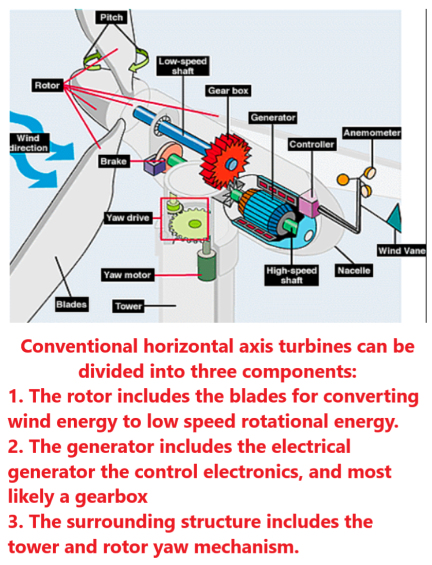 Pitch
Low-speed
shaft
Rotor
Gear box
Generator
Anemometer
Controller
Wind
direction
Brake
Yaw drive
Wind Vane
Yaw motor
High-speed
shaft
Nacelle
Blades
Tower
Conventional horizontal axis turbines can be
divided into three components:
1. The rotor includes the blades for converting
wind energy to low speed rotational energy.
2. The generator includes the electrical
generator the control electronics, and most
likely a gearbox
3. The surrounding structure includes the
tower and rotor yaw mechanism.